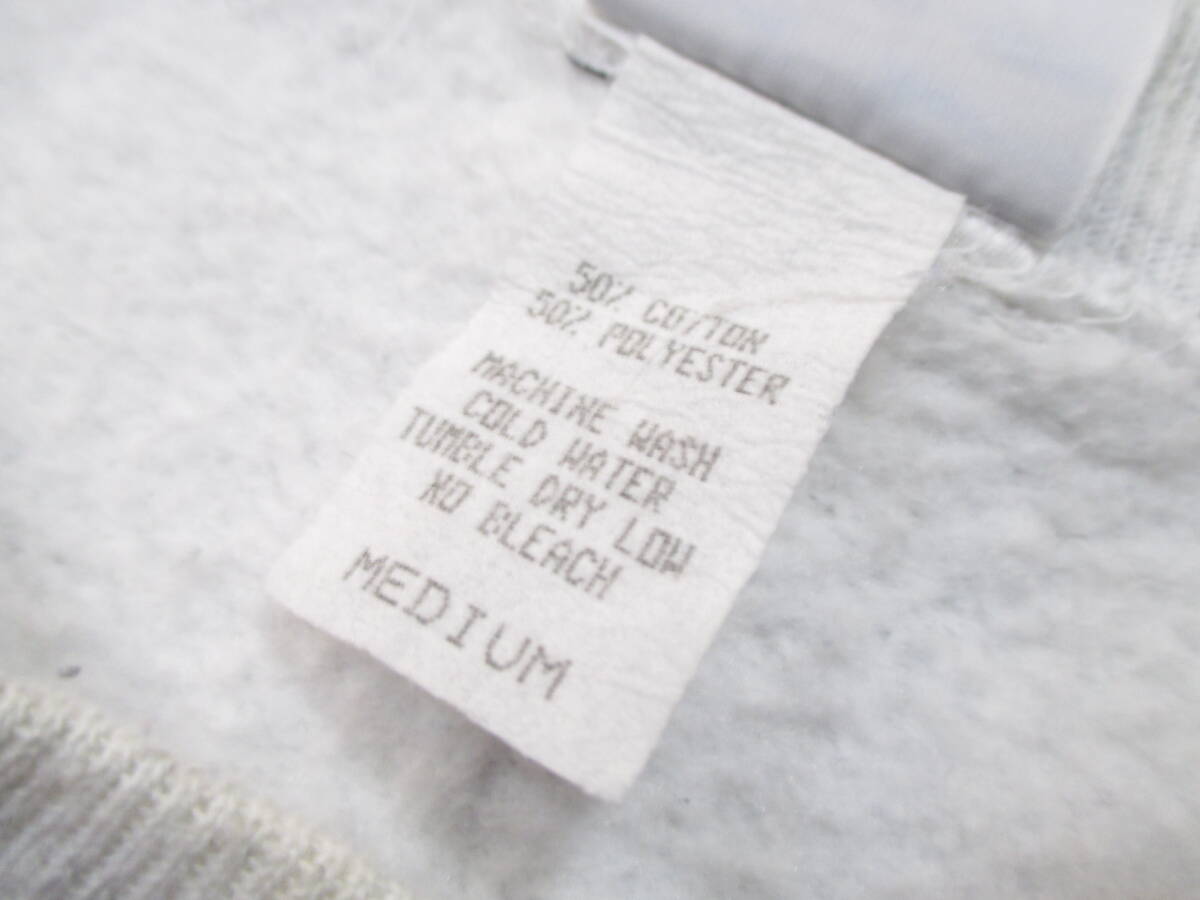 50% COTTON
50% POLYESTER
MACHINE WASH
COLD WATER
TUMBLE DRY LOW
NO BLEACH
MEDIUM